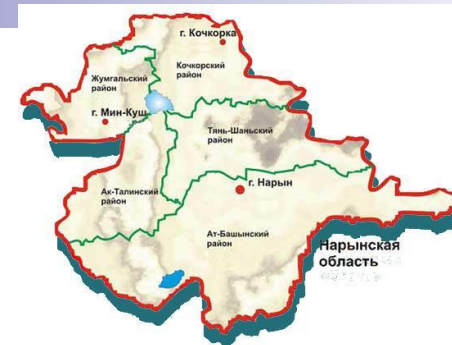 г. Кочкорка
Кочкорский
район
Жумгальский
район
г. Мин-Куш
Тянь-Шаньский
район
г. Нарын
Ак-Талинский
район
Ат-Башынский
район
Нарынская
область